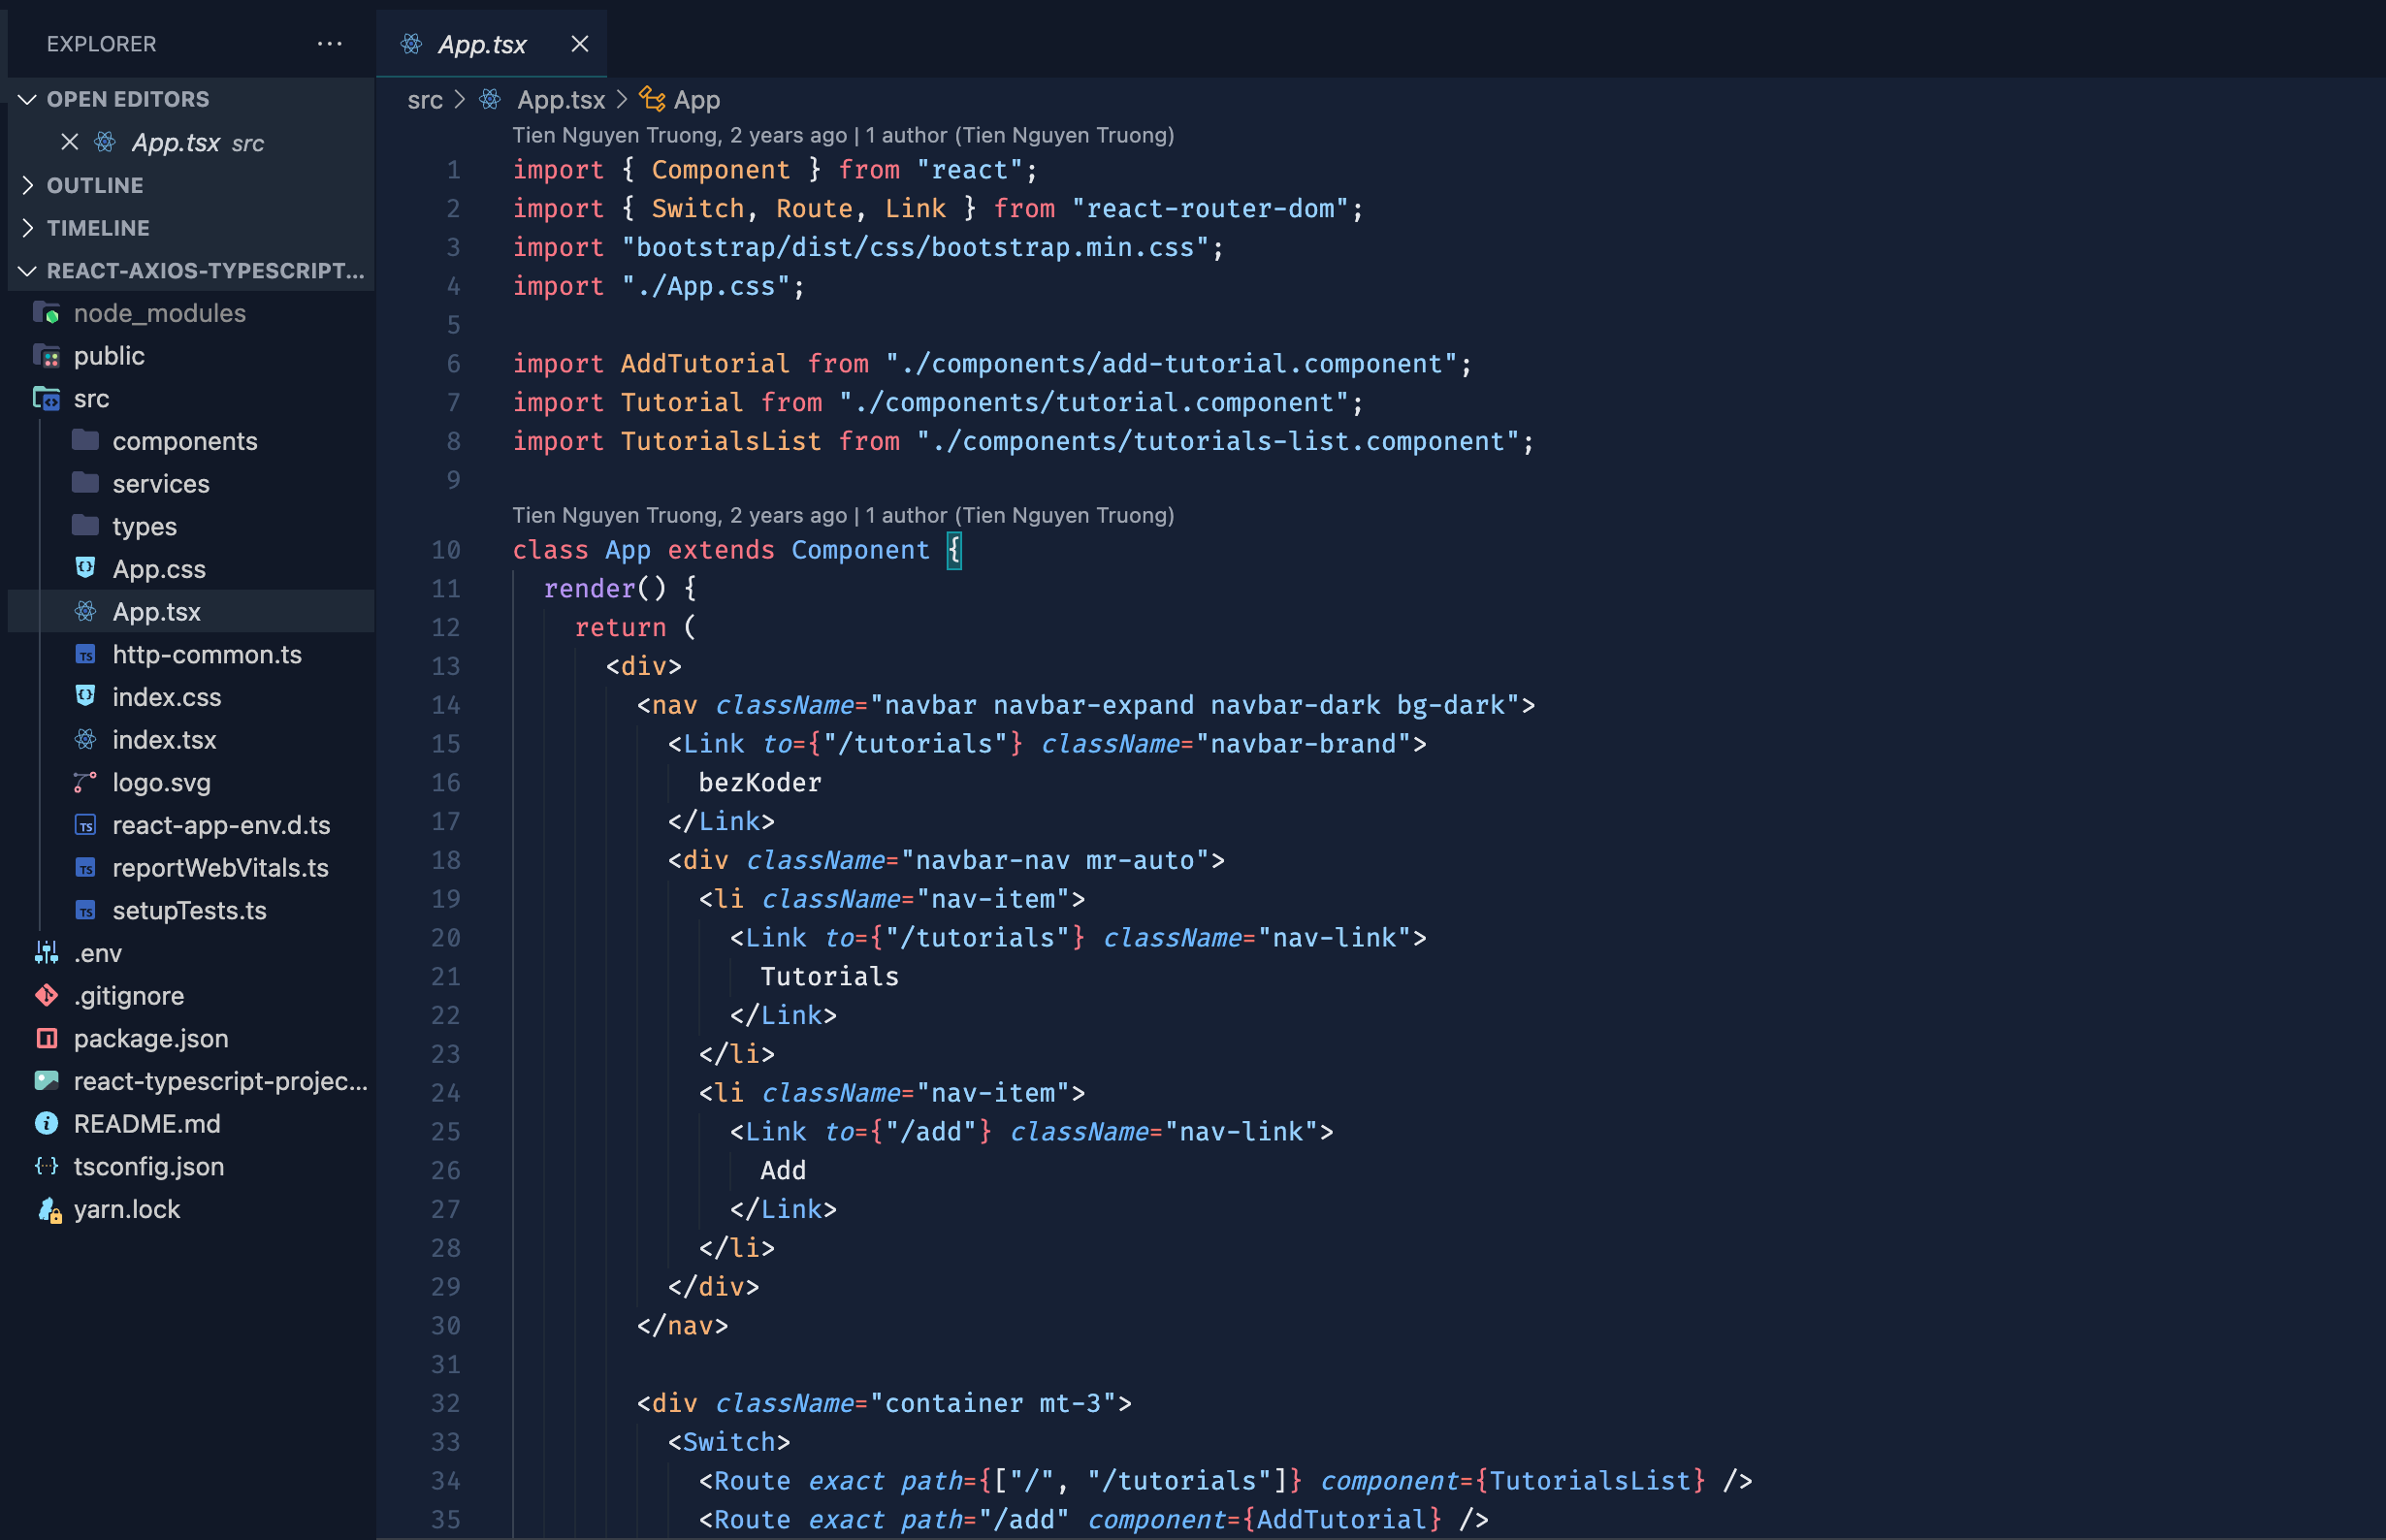 EXPLORER
OPEN EDITORS
App.tsx src
OUTLINE
TIMELINE
REACT-AXIOS-TYPESCRIPT...
node_modules
public
src
components
services
types
App.css
App.tsx
http-common.ts
index.css
index.tsx
logo.svg
react-app-env.d.ts
reportWebVitals.ts
setupTests.ts
.env
.gitignore
package.json
react-typescript-projec...
README.md
tsconfig.json
yarn.lock
App.tsx
src > App.tsx > App
Tien Nguyen Truong, 2 years ago | 1 author (Tien Nguyen Truong)
1 import { Component } from "react";
2 import { Switch, Route, Link } from "react-router-dom";
3 import "bootstrap/dist/css/bootstrap.min.css";
4 import "./App.css";
5
6 import AddTutorial from "./components/add-tutorial.component";
7 import Tutorial from "./components/tutorial.component";
8 import TutorialsList from "./components/tutorials-list.component";
9
Tien Nguyen Truong, 2 years ago | 1 author (Tien Nguyen Truong)
10 class App extends Component {
11 render() {
12 return (
13 <div>
14 <nav className="navbar navbar-expand navbar-dark bg-dark">
15 <Link to={"/tutorials"} className="navbar-brand">
16 bezKoder
17 </Link>
18 <div className="navbar-nav mr-auto">
19 <li className="nav-item">
20 <Link to={"/tutorials"} className="nav-link">
21 Tutorials
22 </Link>
23 </li>
24 <li className="nav-item">
25 <Link to={"/add"} className="nav-link">
26 Add
27 </Link>
28 </li>
29 </div>
30 </nav>
31
32 <div className="container mt-3">
33 <Switch>
34 <Route exact path={["/", "/tutorials"]} component={TutorialsList} />
35 <Route exact path="/add" component={AddTutorial} />